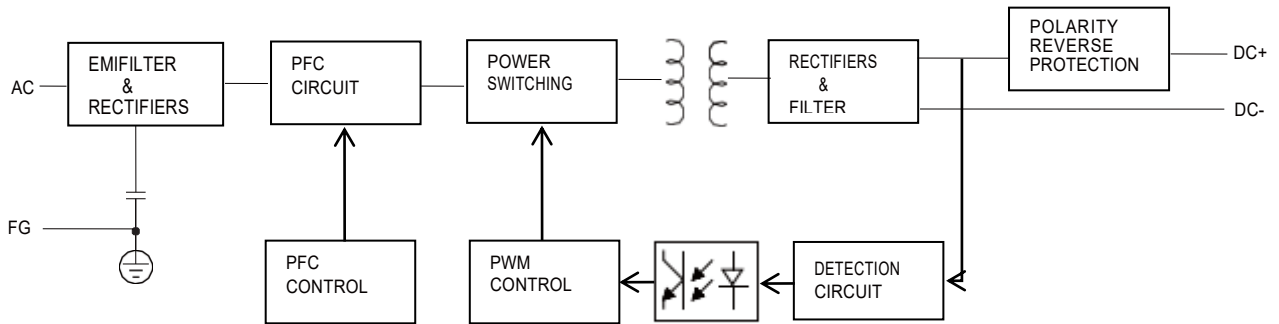 AC
EMIFILTER
&
RECTIFIERS
PFC
CIRCUIT
POWER
SWITCHING
RECTIFIERS
&
FILTER
POLARITY
REVERSE
PROTECTION
DC+
DC-
FG
PFC
CONTROL
PWM
CONTROL
DETECTION
CIRCUIT